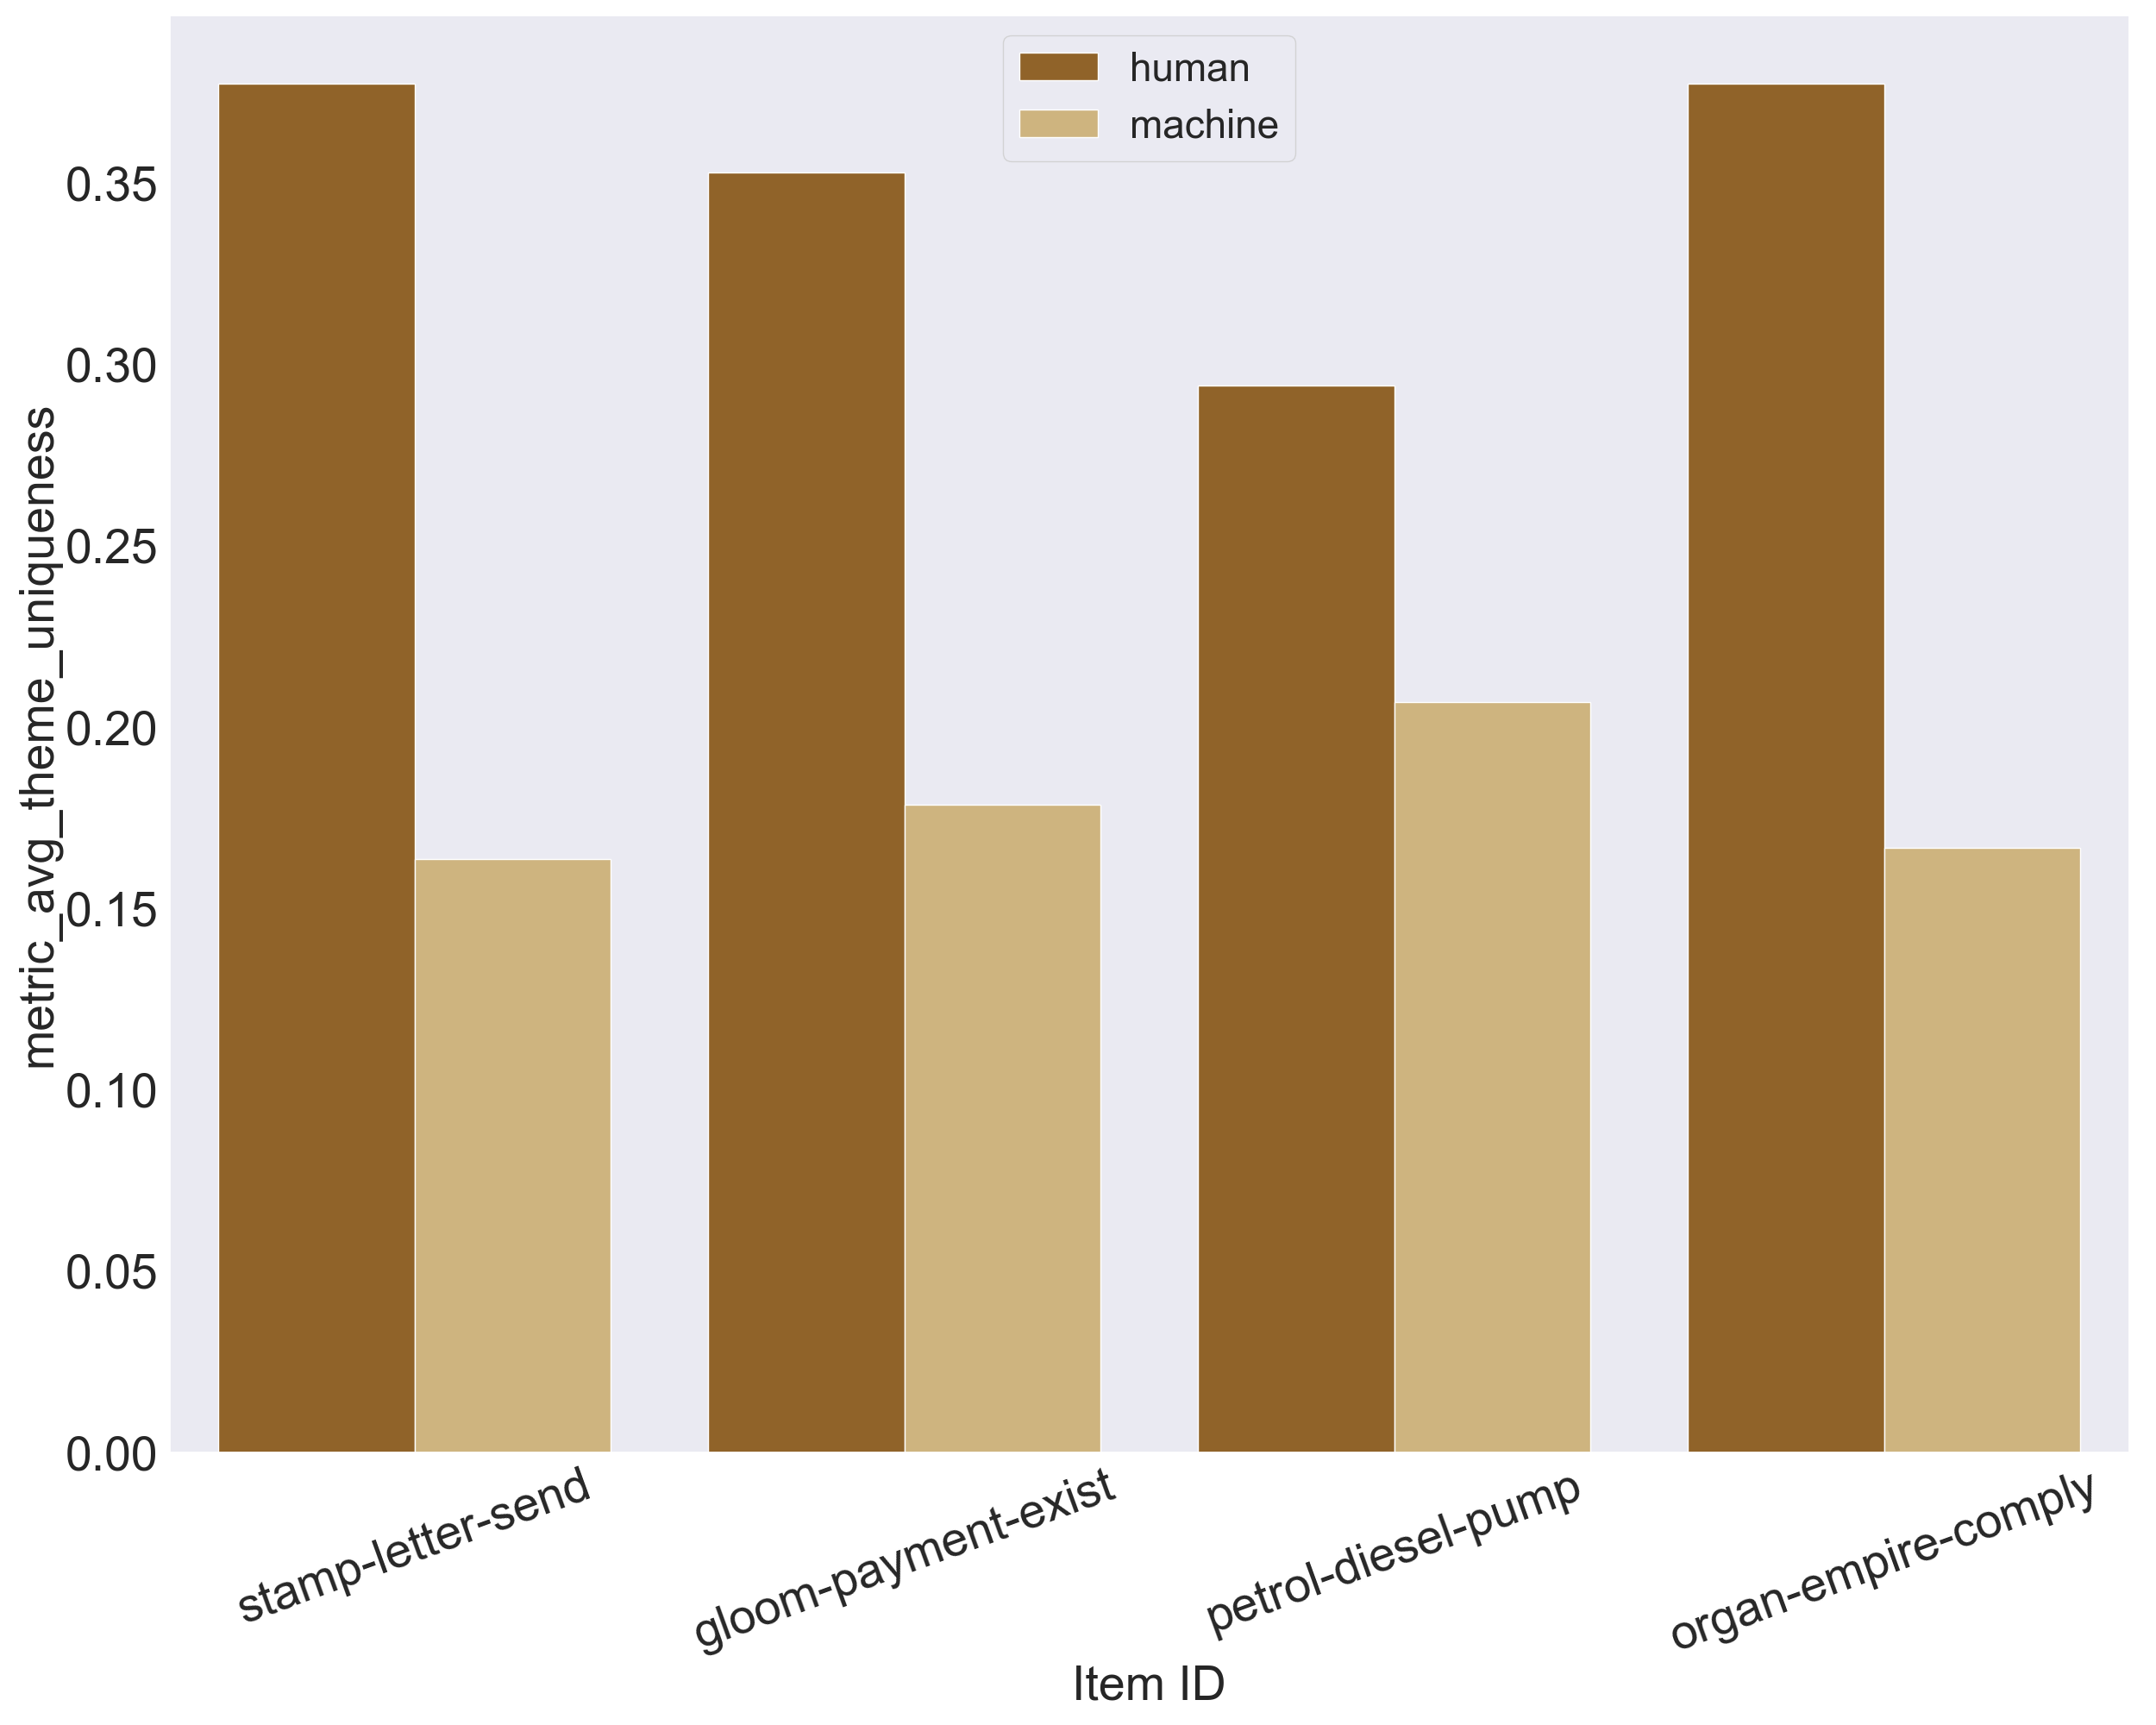 human
machine
metric_avg_theme_uniqueness
0.35
0.30
0.25
0.20
0.15
0.10
0.05
0.00
stamp-letter-send
gloom-payment-exist
petrol-diesel-pump
organ-empire-comply
Item ID